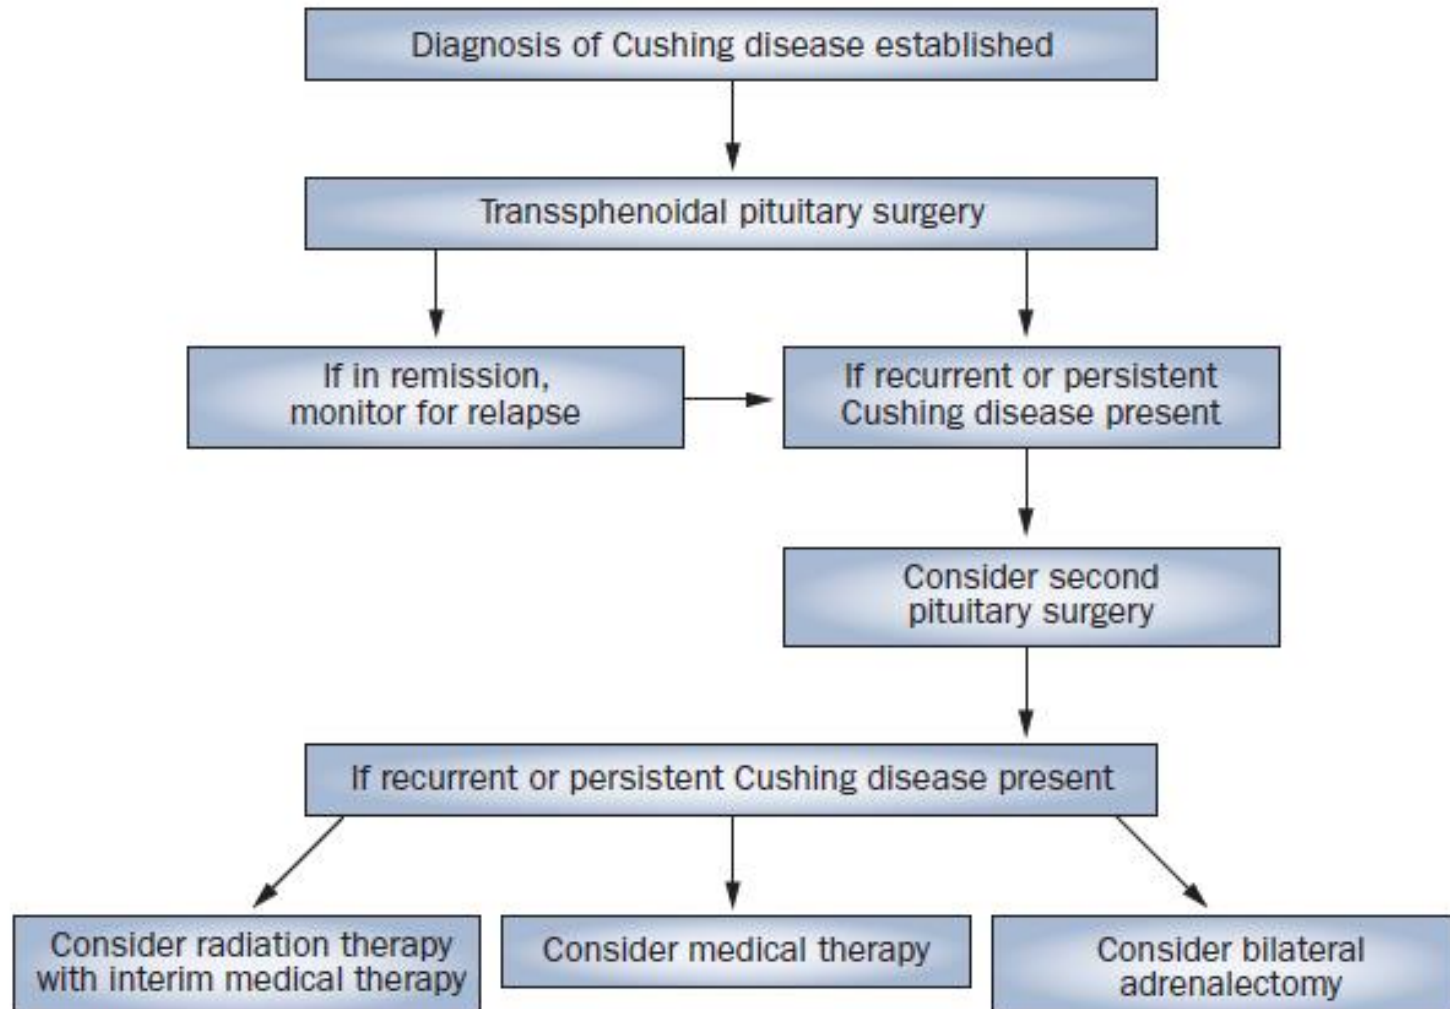 Diagnosis of Cushing disease established
Transsphenoidal pituitary surgery
If in remission,
monitor for relapse
If recurrent or persistent
Cushing disease present
Consider second
pituitary surgery
If recurrent or persistent Cushing disease present
Consider radiation therapy
with interim medical therapy
Consider medical therapy
Consider bilateral
adrenalectomy